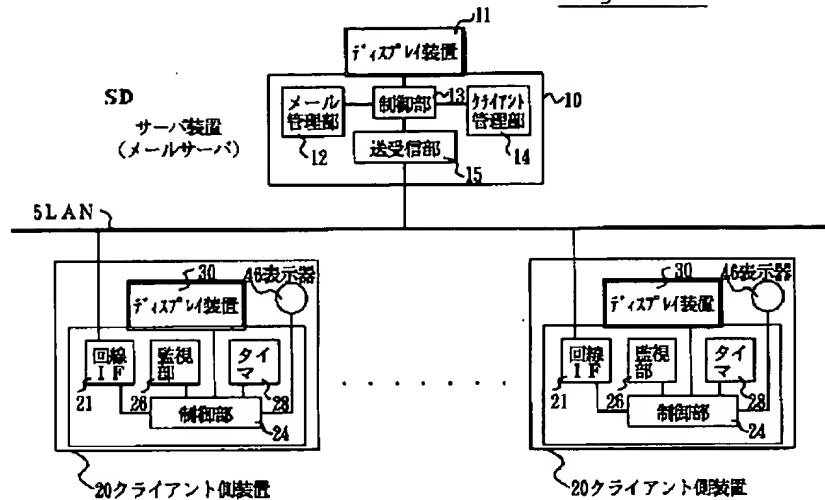 11
ディスプレイ装置
SD
サーバ装置
(メールサーバ)
メール
管理部
12
制御部
13
クライアント
管理部
14
10
送受信部
15
5LAN
30
46表示器
ディスプレイ装置
回線
IF
21
監視
部
26
タイ
マ
28
制御部
24
20クライアント側装置
30
46表示器
ディスプレイ装置
回線
IF
21
監視
部
26
タイ
マ
28
制御部
24
20クライアント側装置